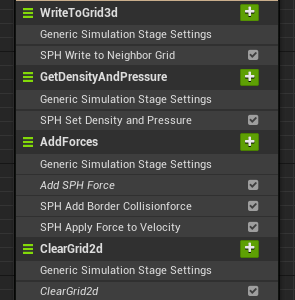 WriteToGrid3d
Generic Simulation Stage Settings
SPH Write to Neighbor Grid
GetDensityAndPressure
Generic Simulation Stage Settings
SPH Set Density and Pressure
AddForces
Generic Simulation Stage Settings
Add SPH Force
SPH Add Border Collisionforce
SPH Apply Force to Velocity
ClearGrid2d
Generic Simulation Stage Settings
ClearGrid2d